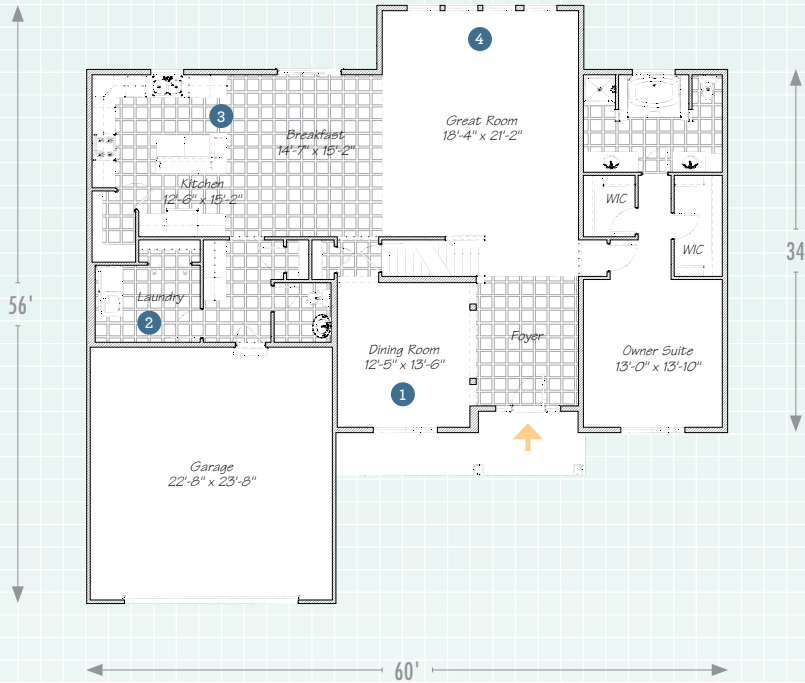 4
3
Great Room
18'-4" x 21'-2"
Breakfast
14'-7" x 15'-2"
Kitchen
12'-6" x 15'-2"
WIC
WIC
34
56'
Laundry
2
Foyer
Dining Room
12'-5" x 13'-6"
Owner Suite
13'-0" x 13'-10"
1
Garage
22'-8" x 23'-8"
60'